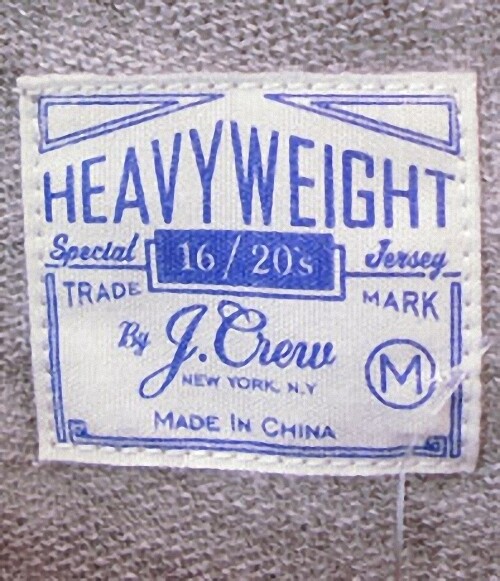 HEAVYWEIGHT
Special 16/20's Jersey
TRADE MARK
By J.Crew
NEW YORK, N.Y
M
MADE IN CHINA